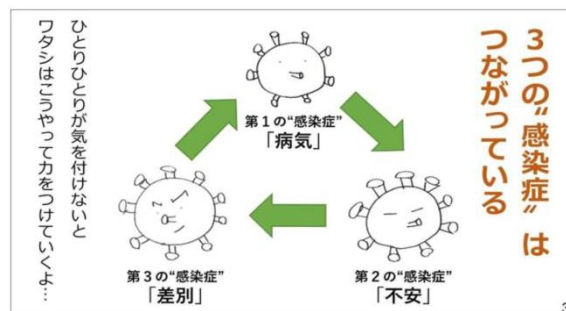 ３つの“感染症”は
つながっている
第１の“感染症”
「病気」
第２の“感染症”
「不安」
第３の“感染症”
「差別」
ひとりひとりが気を付けないと
ワタシはこうやって力をつけていくよ…